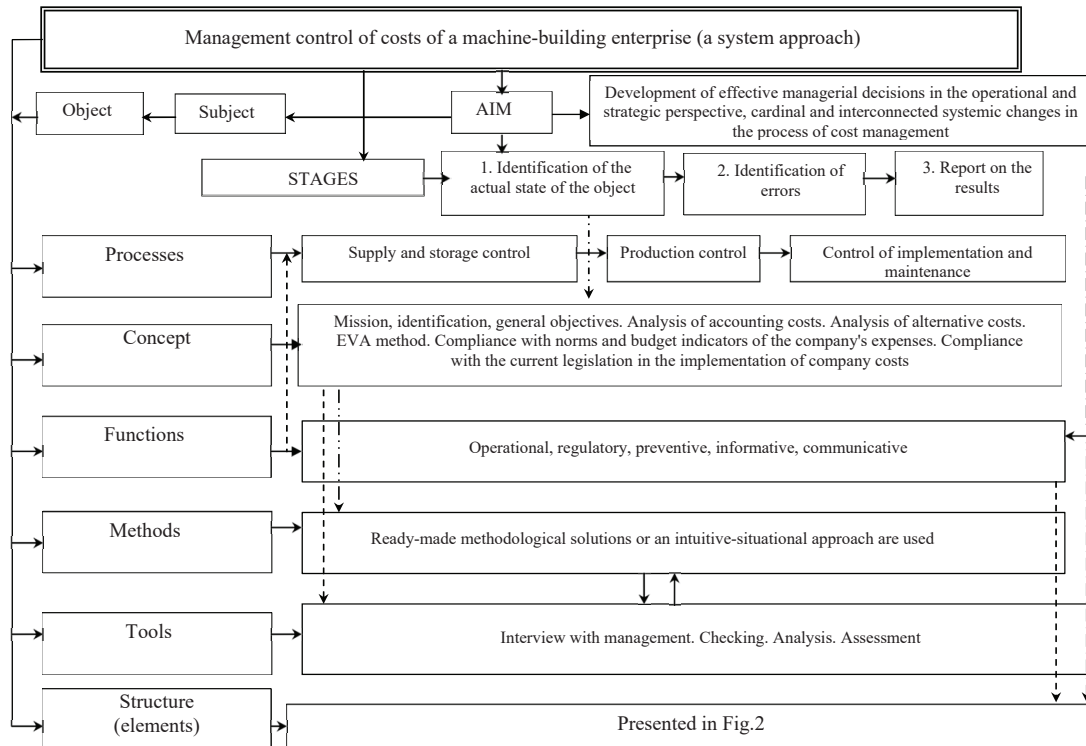 Management control of costs of a machine-building enterprise (a system approach)
Object
Subject
AIM
Development of effective managerial decisions in the operational and
strategic perspective, cardinal and interconnected systemic changes in
the process of cost management
STAGES
1. Identification of the
actual state of the object
2. Identification of
errors
3. Report on the
results
Processes
Supply and storage control
Production control
Control of implementation and
maintenance
Concept
Mission, identification, general objectives. Analysis of accounting costs. Analysis of alternative costs.
EVA method. Compliance with norms and budget indicators of the company's expenses. Compliance
with the current legislation in the implementation of company costs
Functions
Operational, regulatory, preventive, informative, communicative
Methods
Ready-made methodological solutions or an intuitive-situational approach are used
Tools
Interview with management. Checking. Analysis. Assessment
Structure
(elements)
Presented in Fig.2